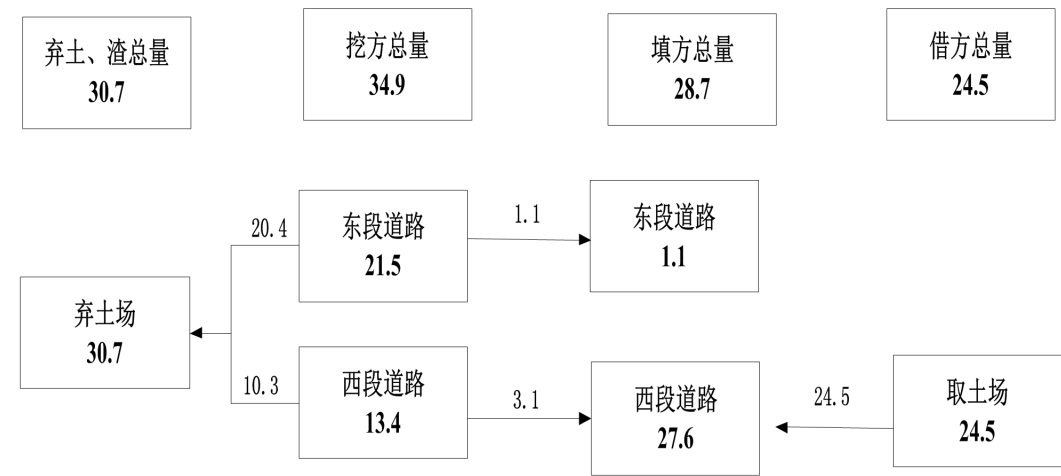 弃土、渣总量
30.7
挖方总量
34.9
填方总量
28.7
借方总量
24.5
20.4
东段道路
21.5
1.1
东段道路
1.1
弃土场
30.7
10.3
西段道路
13.4
3.1
西段道路
27.6
24.5
取土场
24.5